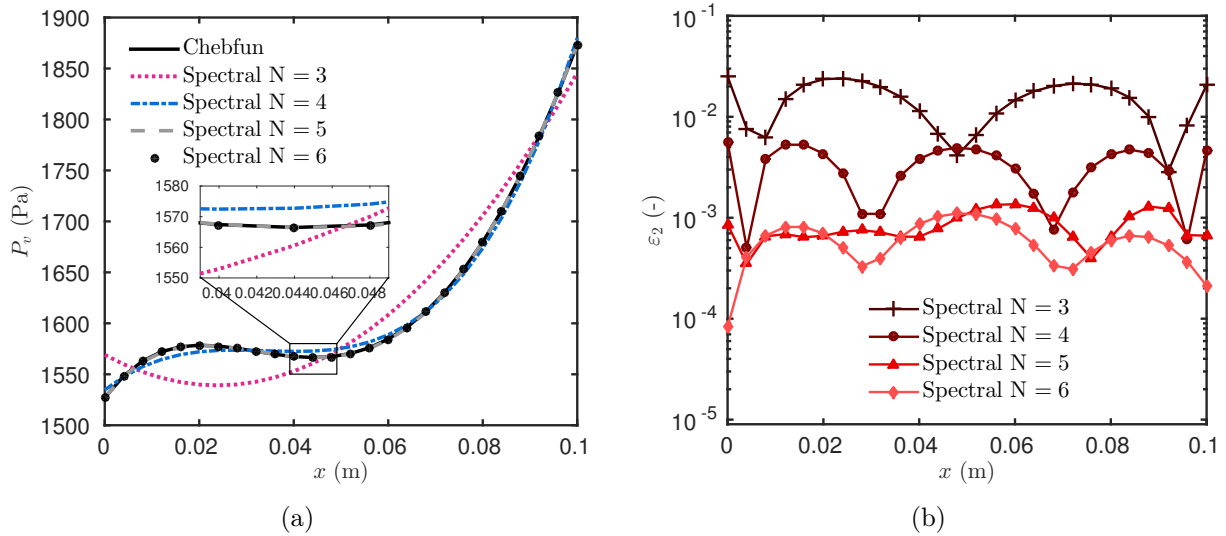 1900
1850
1800
1750
1700
1650
1600
1550
1500
P_v (Pa)
Chebfun
Spectral N = 3
Spectral N = 4
Spectral N = 5
Spectral N = 6
1580
1570
1560
1550
0.04 0.042 0.044 0.046 0.048
0 0.02 0.04 0.06 0.08 0.1
x (m)
(a)
10^{-1}
10^{-2}
10^{-3}
10^{-4}
10^{-5}
ε_2 (-)
Spectral N = 3
Spectral N = 4
Spectral N = 5
Spectral N = 6
0 0.02 0.04 0.06 0.08 0.1
x (m)
(b)